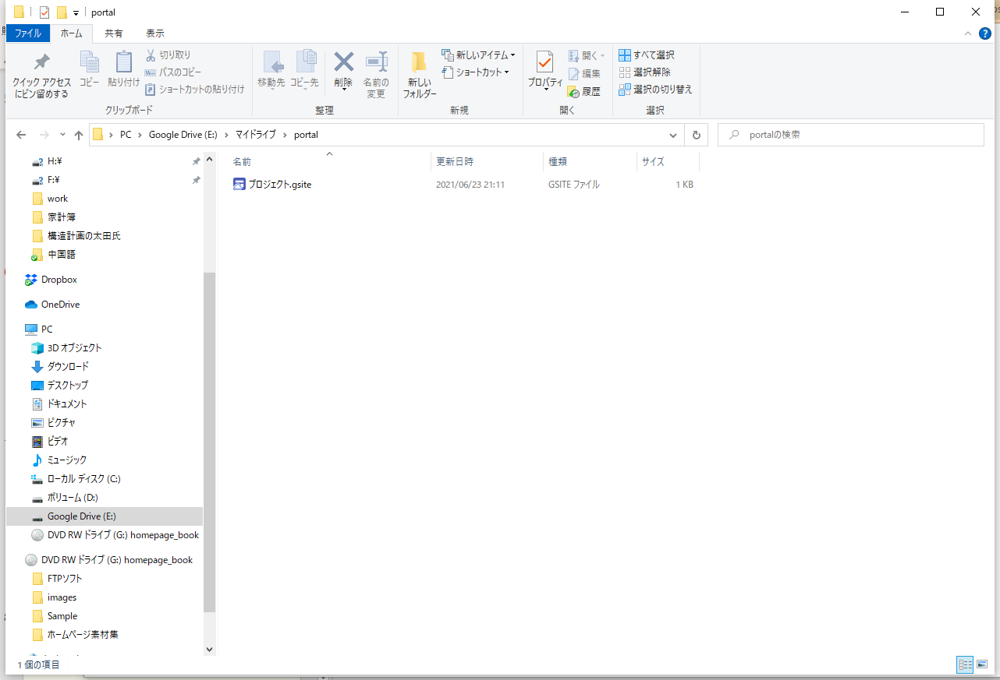 portal
ファイル ホーム 共有 表示
クイック アクセス
にピン留めする
コピー
貼り付け
切り取り
パスのコピー
ショートカットの貼り付け
クリップボード
移動先
コピー先
削除
名前の
変更
整理
新しい
フォルダー
新しいアイテム
ショートカット
新規
プロパティ
開く
編集
履歴
開く
すべて選択
選択解除
選択の切り替え
選択
PC › Google Drive (E:) › マイドライブ › portal
portalの検索
H:¥
F:¥
work
家計簿
構造計画の太田氏
中国語
Dropbox
OneDrive
PC
3D オブジェクト
ダウンロード
デスクトップ
ドキュメント
ピクチャ
ビデオ
ミュージック
ローカル ディスク (C:)
ボリューム (D:)
Google Drive (E:)
DVD RW ドライブ (G:) homepage_book
DVD RW ドライブ (G:) homepage_book
FTPソフト
images
Sample
ホームページ素材集
名前 更新日時 種類 サイズ
プロジェクト.gsite 2021/06/23 21:11 GSITE ファイル 1 KB
1 個の項目